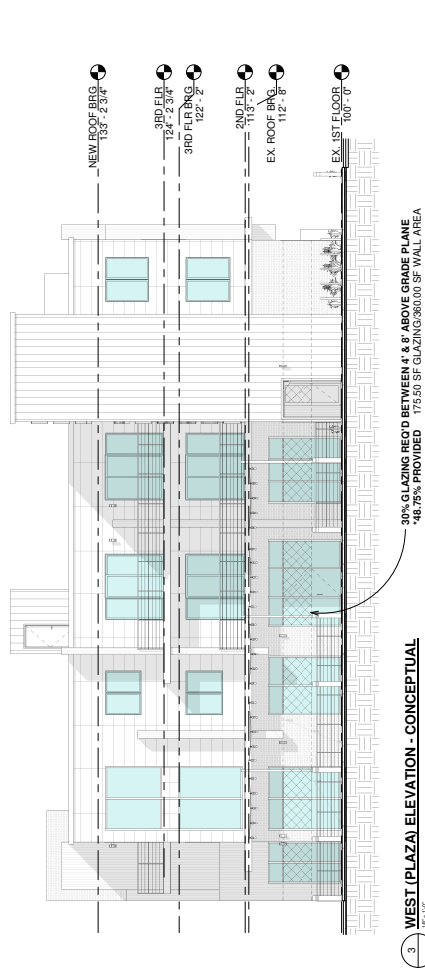 NEW ROOF BRG
133' - 2 3/4"
3RD FLR
124' - 2 3/4"
3RD FLR BRG
122' - 2"
2ND FLR
113' - 2"
EX. ROOF BRG.
112' - 8"
EX. 1ST FLOOR
100' - 0"
30% GLAZING REQ'D BETWEEN 4' & 8' ABOVE GRADE PLANE
*48.75% PROVIDED 175.50 SF GLAZING/360.00 SF WALL AREA
3 WEST (PLAZA) ELEVATION - CONCEPTUAL